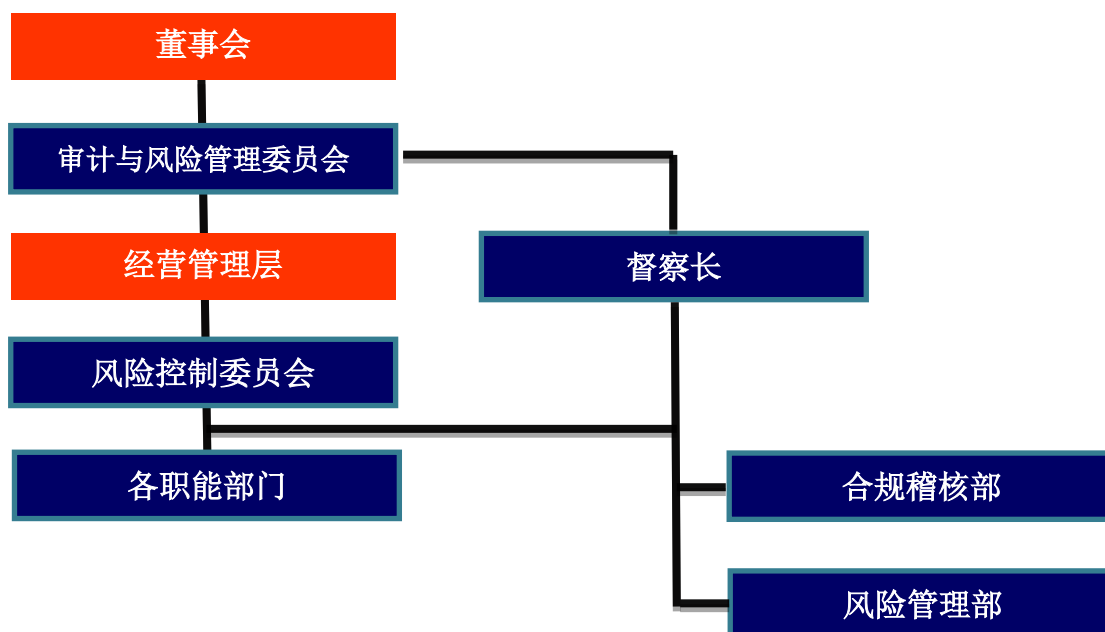 董事会
审计与风险管理委员会
经营管理层
督察长
风险控制委员会
各职能部门
合规稽核部
风险管理部